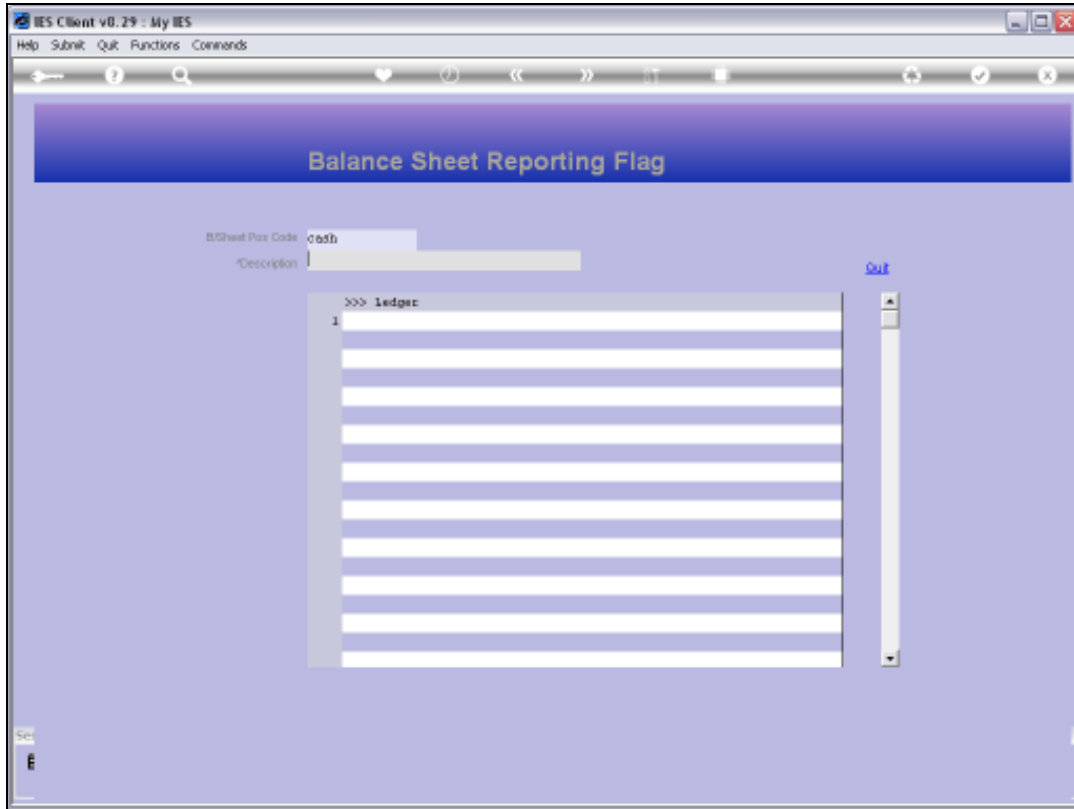 IES Client v8.29 : My IES
Help Submit Quit Functions Commands
Balance Sheet Reporting Flag
B/Sheet Pos Code cash
*Description
Quit
>>> ledger
1